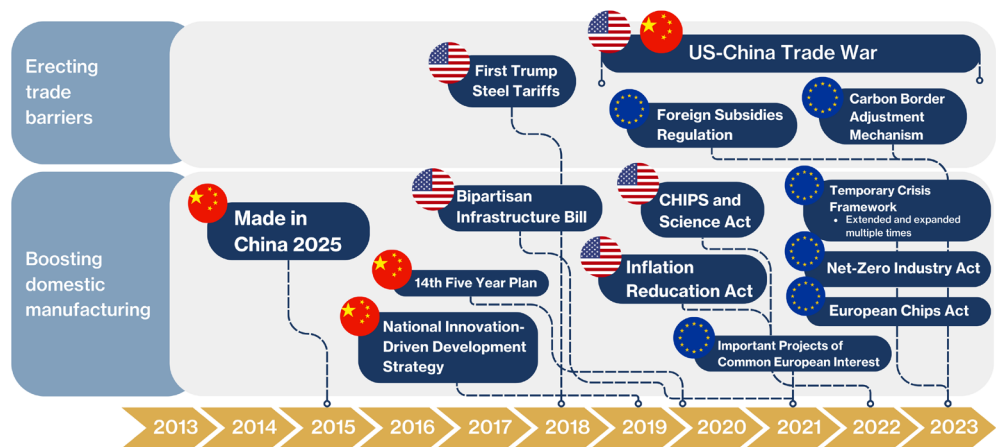 Erecting
trade
barriers
First Trump
Steel Tariffs
US-China Trade War
Foreign Subsidies
Regulation
Carbon Border
Adjustment
Mechanism
Boosting
domestic
manufacturing
Made in
China 2025
Bipartisan
Infrastructure Bill
14th Five Year Plan
National Innovation-
Driven Development
Strategy
CHIPS and
Science Act
Inflation
Reducation Act
Important Projects of
Common European Interest
Temporary Crisis
Framework
• Extended and expanded
multiple times
Net-Zero Industry Act
European Chips Act
2013 2014 2015 2016 2017 2018 2019 2020 2021 2022 2023